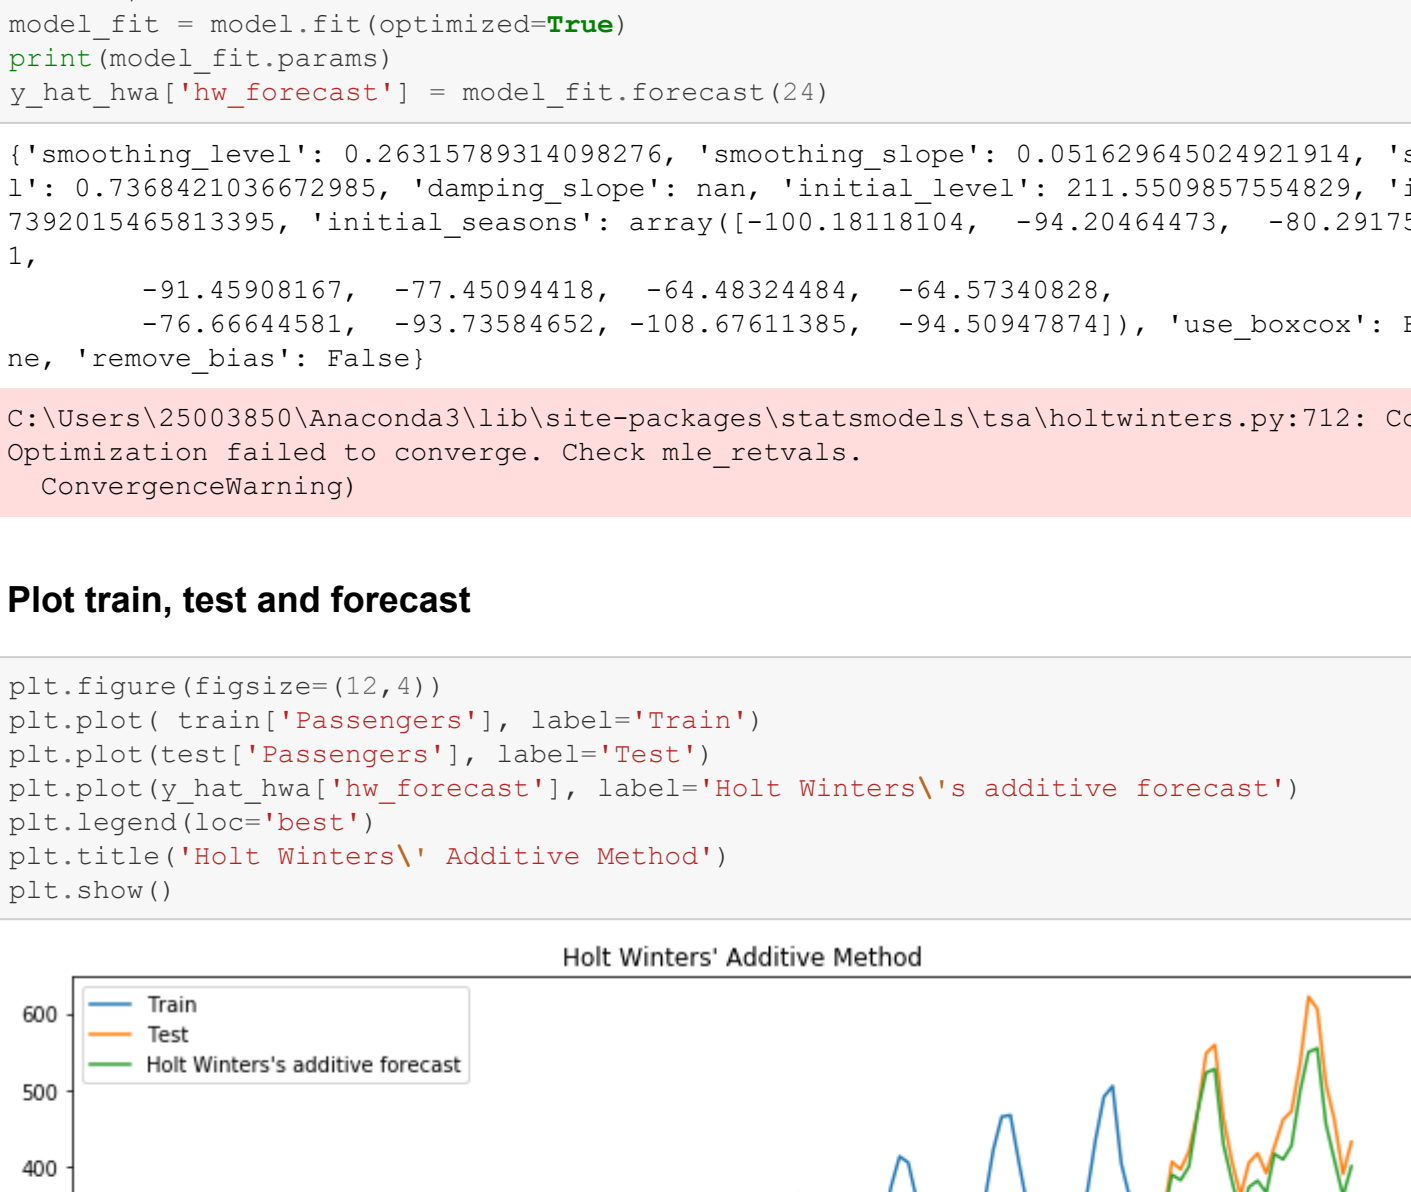 model_fit = model.fit(optimized=True)
print(model_fit.params)
y_hat_hwa['hw_forecast'] = model_fit.forecast(24)
{'smoothing_level': 0.26315789314098276, 'smoothing_slope': 0.051629645024921914, 's
l': 0.7368421036672985, 'damping_slope': nan, 'initial_level': 211.5509857554829, 'i
7392015465813395, 'initial_seasons': array([-100.18118104,  -94.20464473,  -80.29175
1,
        -91.45908167,  -77.45094418,  -64.48324484,  -64.57340828,
        -76.66644581,  -93.73584652, -108.67611385,  -94.50947874]), 'use_boxcox': F
ne, 'remove_bias': False}
C:\Users\25003850\Anaconda3\lib\site-packages\statsmodels\tsa\holtwinters.py:712: Co
Optimization failed to converge. Check mle_retvals.
  ConvergenceWarning)
Plot train, test and forecast
plt.figure(figsize=(12,4))
plt.plot( train['Passengers'], label='Train')
plt.plot(test['Passengers'], label='Test')
plt.plot(y_hat_hwa['hw_forecast'], label='Holt Winters\'s additive forecast')
plt.legend(loc='best')
plt.title('Holt Winters\' Additive Method')
plt.show()
Holt Winters' Additive Method
Train
Test
Holt Winters's additive forecast
600
500
400